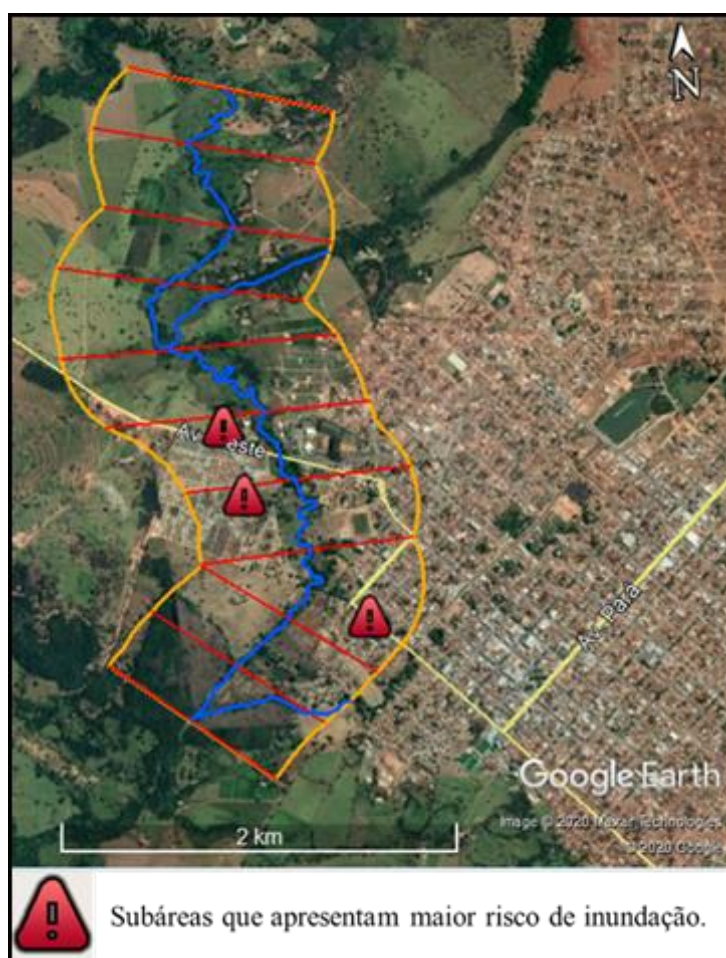 N
Av Oeste
Av. Pará
Google Earth
Image © 2020 Maxar Technologies
© 2020 Google
2 km
Subáreas que apresentam maior risco de inundação.